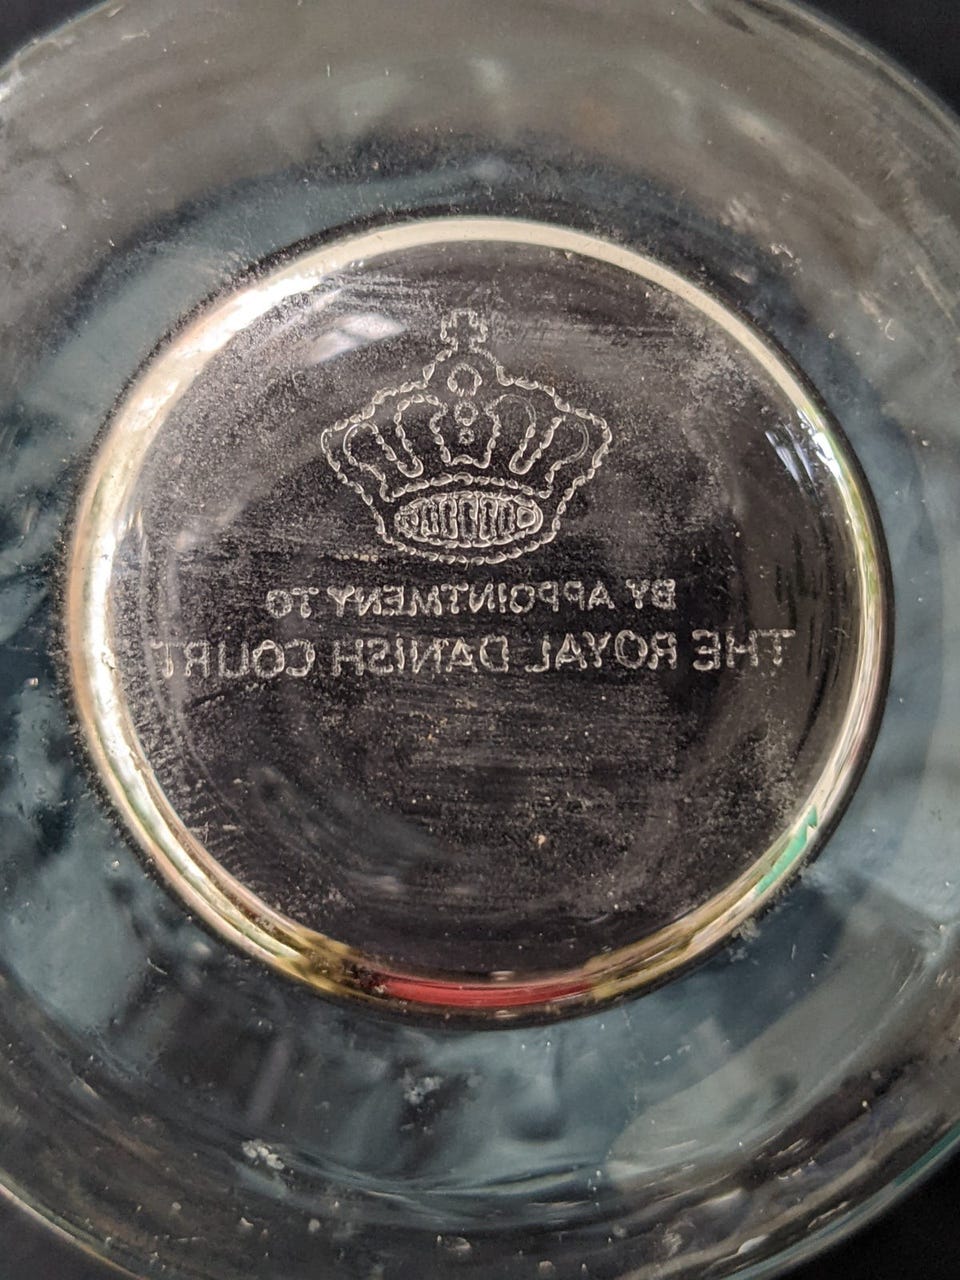 BY APPOINTMENT TO
THE ROYAL DANISH COURT